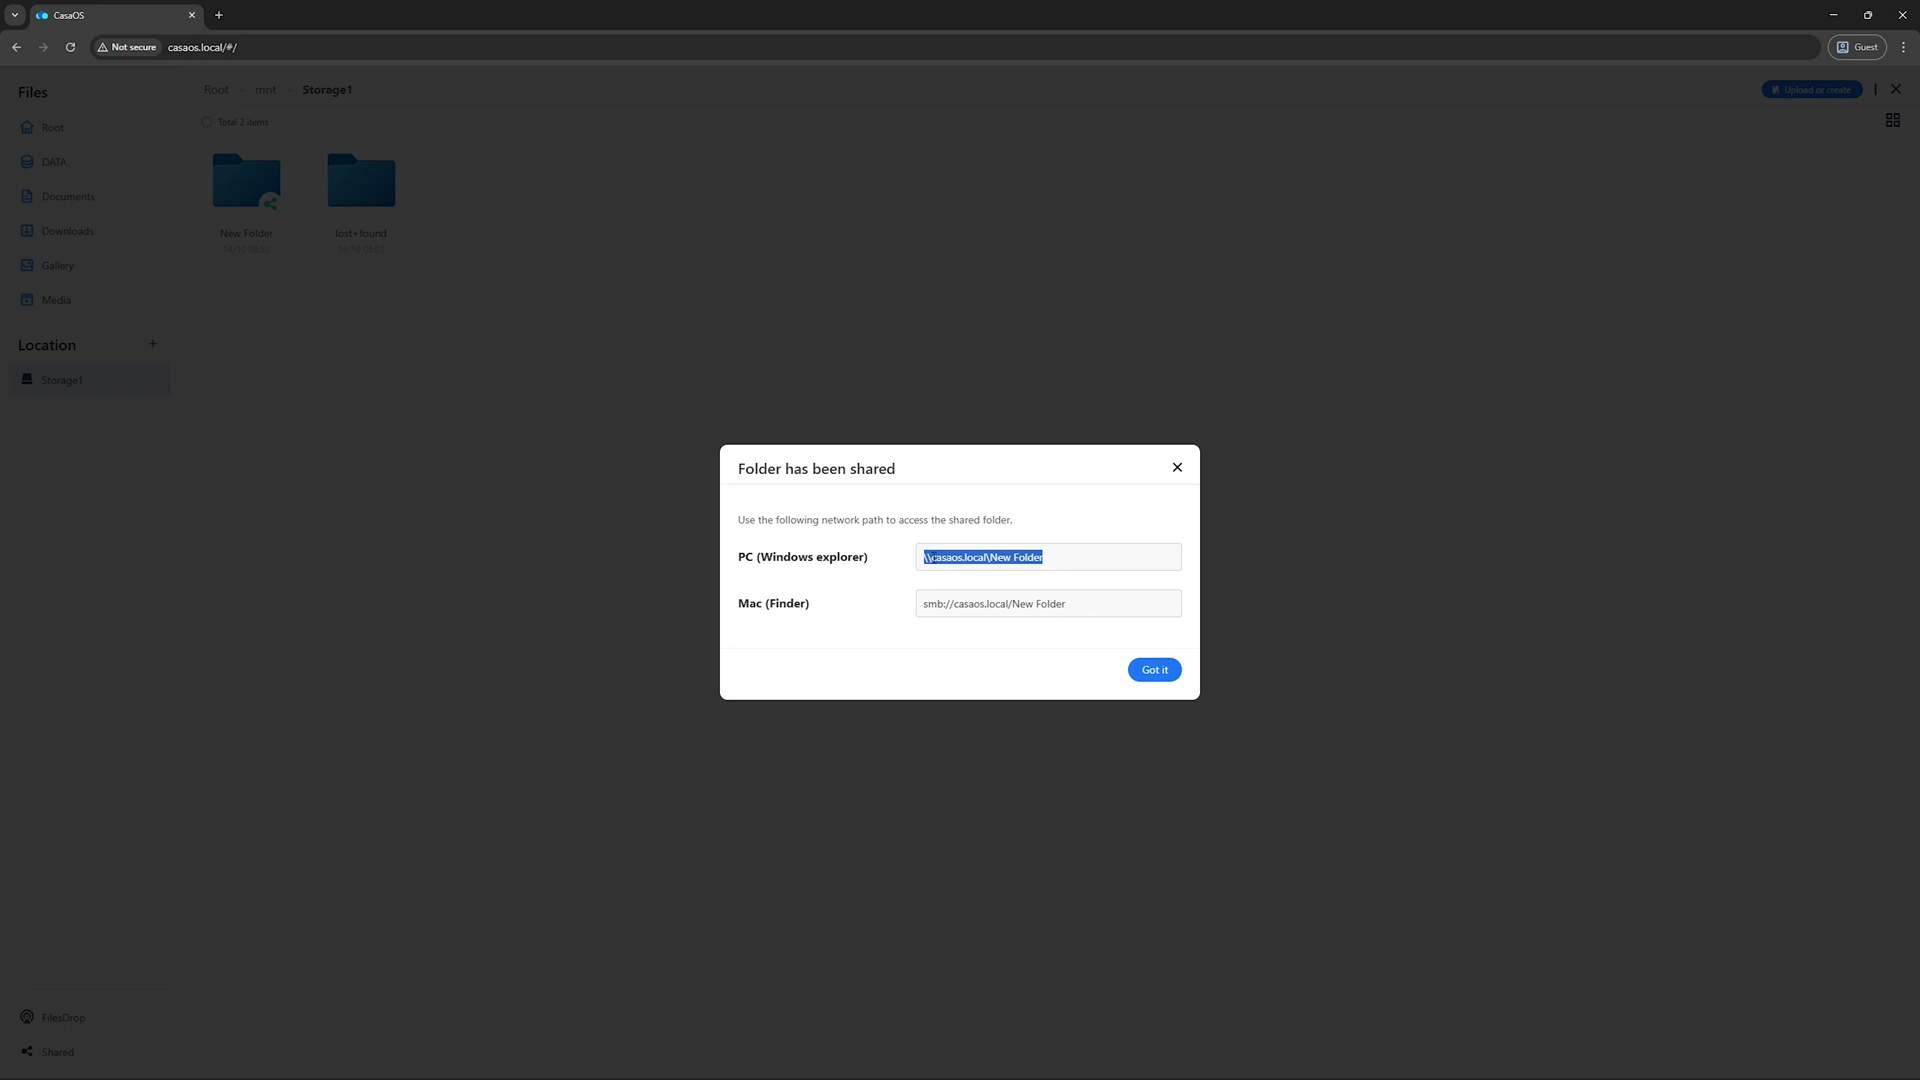 CasaOS
Not secure
casaos.local/#/
Guest
Files
Root
mnt
Storage1
Upload or create
Total 2 items
Root
DATA
Documents
Downloads
Gallery
Media
New Folder
lost+found
Location
Storage1
Folder has been shared
Use the following network path to access the shared folder.
PC (Windows explorer)
\\casaos.local\New Folder
Mac (Finder)
smb://casaos.local/New Folder
Got it
FilesDrop
Shared